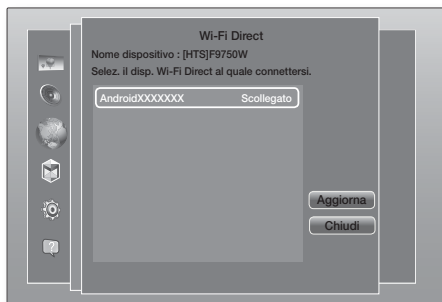 Wi-Fi Direct
Nome dispositivo : [HTS]F9750W
Selez. il disp. Wi-Fi Direct al quale connettersi.
AndroidXXXXXXX Scollegato
Aggiorna
Chiudi
?